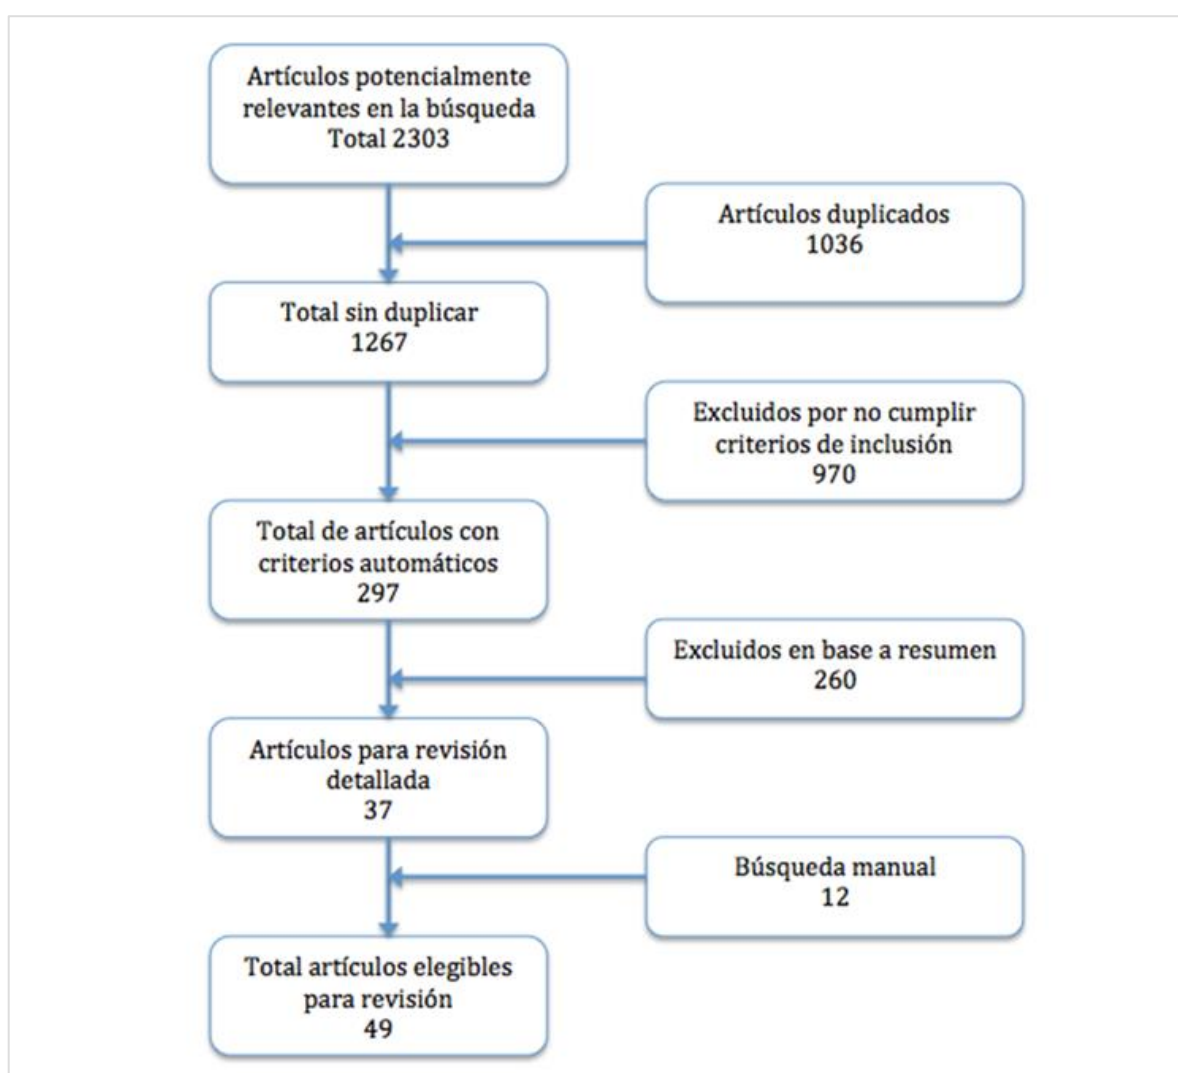 Artículos potencialmente
relevantes en la búsqueda
Total 2303
Artículos duplicados
1036
Total sin duplicar
1267
Excluidos por no cumplir
criterios de inclusión
970
Total de artículos con
criterios automáticos
297
Excluidos en base a resumen
260
Artículos para revisión
detallada
37
Búsqueda manual
12
Total artículos elegibles
para revisión
49